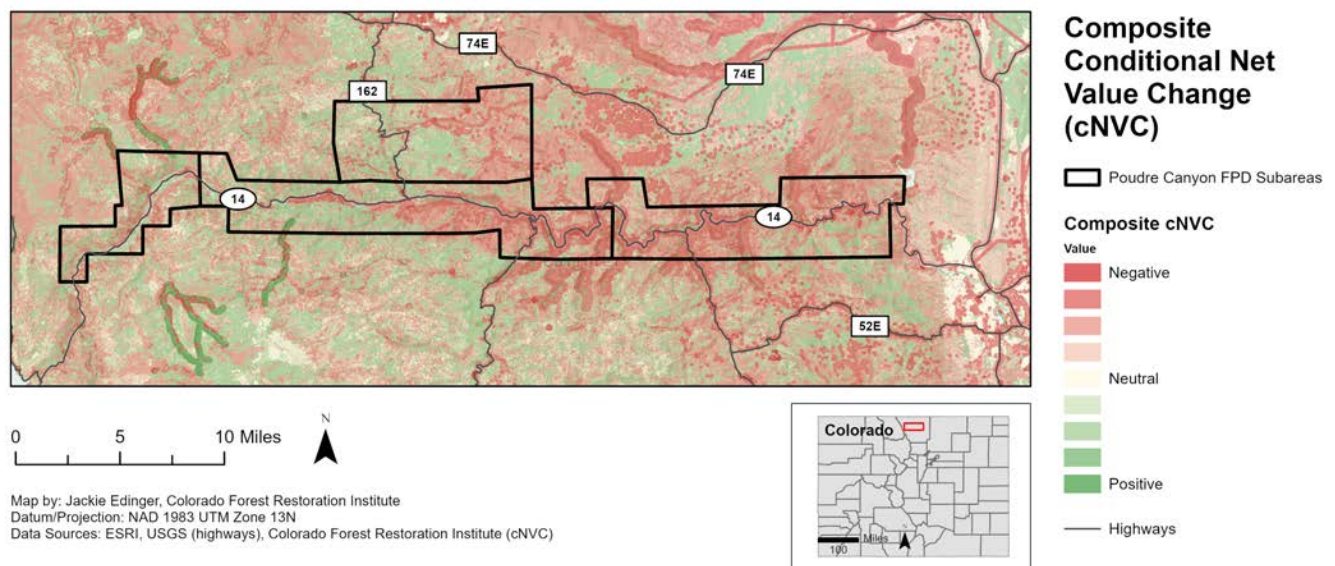 74E
74E
162
14
14
52E
Composite
Conditional Net
Value Change
(cNVC)
Poudre Canyon FPD Subareas
Composite cNVC
Value
Negative
Neutral
Positive
Highways
0 5 10 Miles
N
Map by: Jackie Edinger, Colorado Forest Restoration Institute
Datum/Projection: NAD 1983 UTM Zone 13N
Data Sources: ESRI, USGS (highways), Colorado Forest Restoration Institute (cNVC)
Colorado
Miles
100